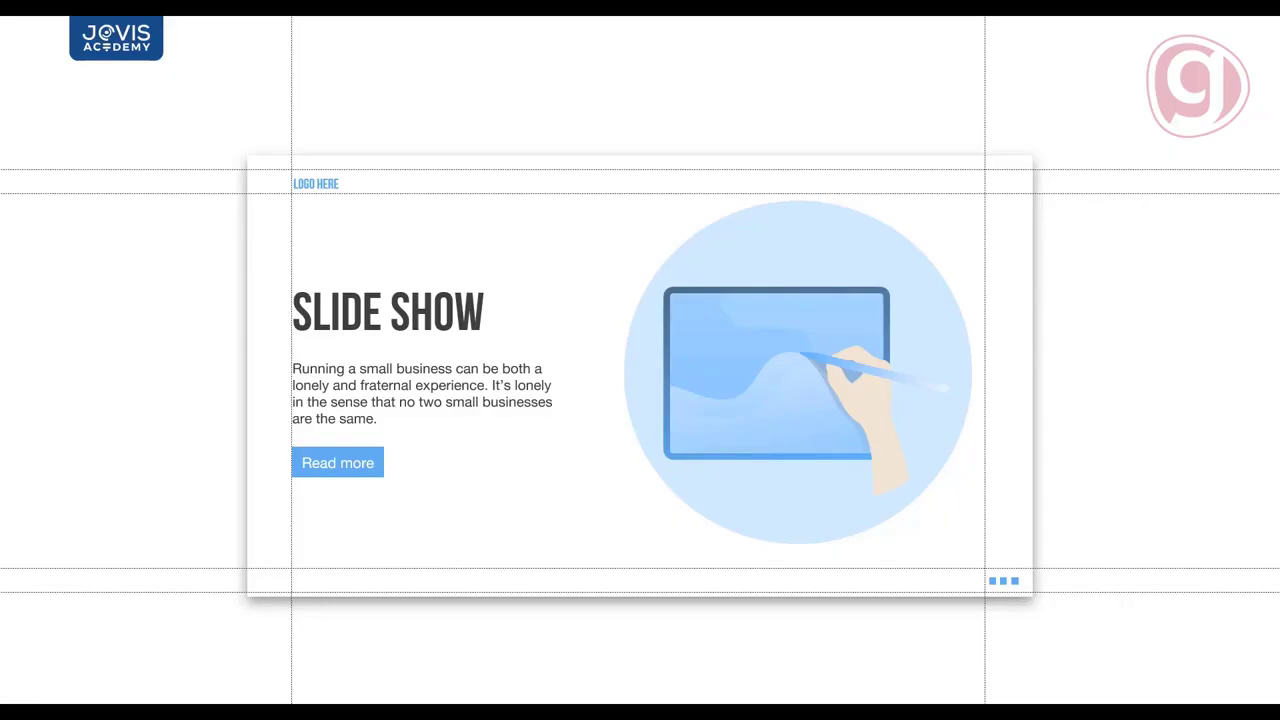 JOVIS
ACADEMY
g
LOGO HERE
SLIDE SHOW
Running a small business can be both a
lonely and fraternal experience. It’s lonely
in the sense that no two small businesses
are the same.
Read more